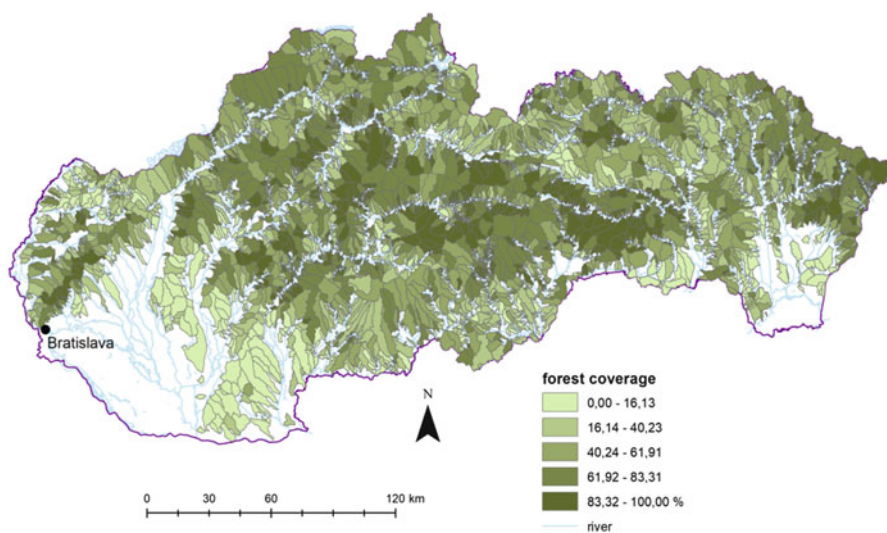 Bratislava
N
forest coverage
0,00 - 16,13
16,14 - 40,23
40,24 - 61,91
61,92 - 83,31
83,32 - 100,00 %
river
0 30 60 120 km